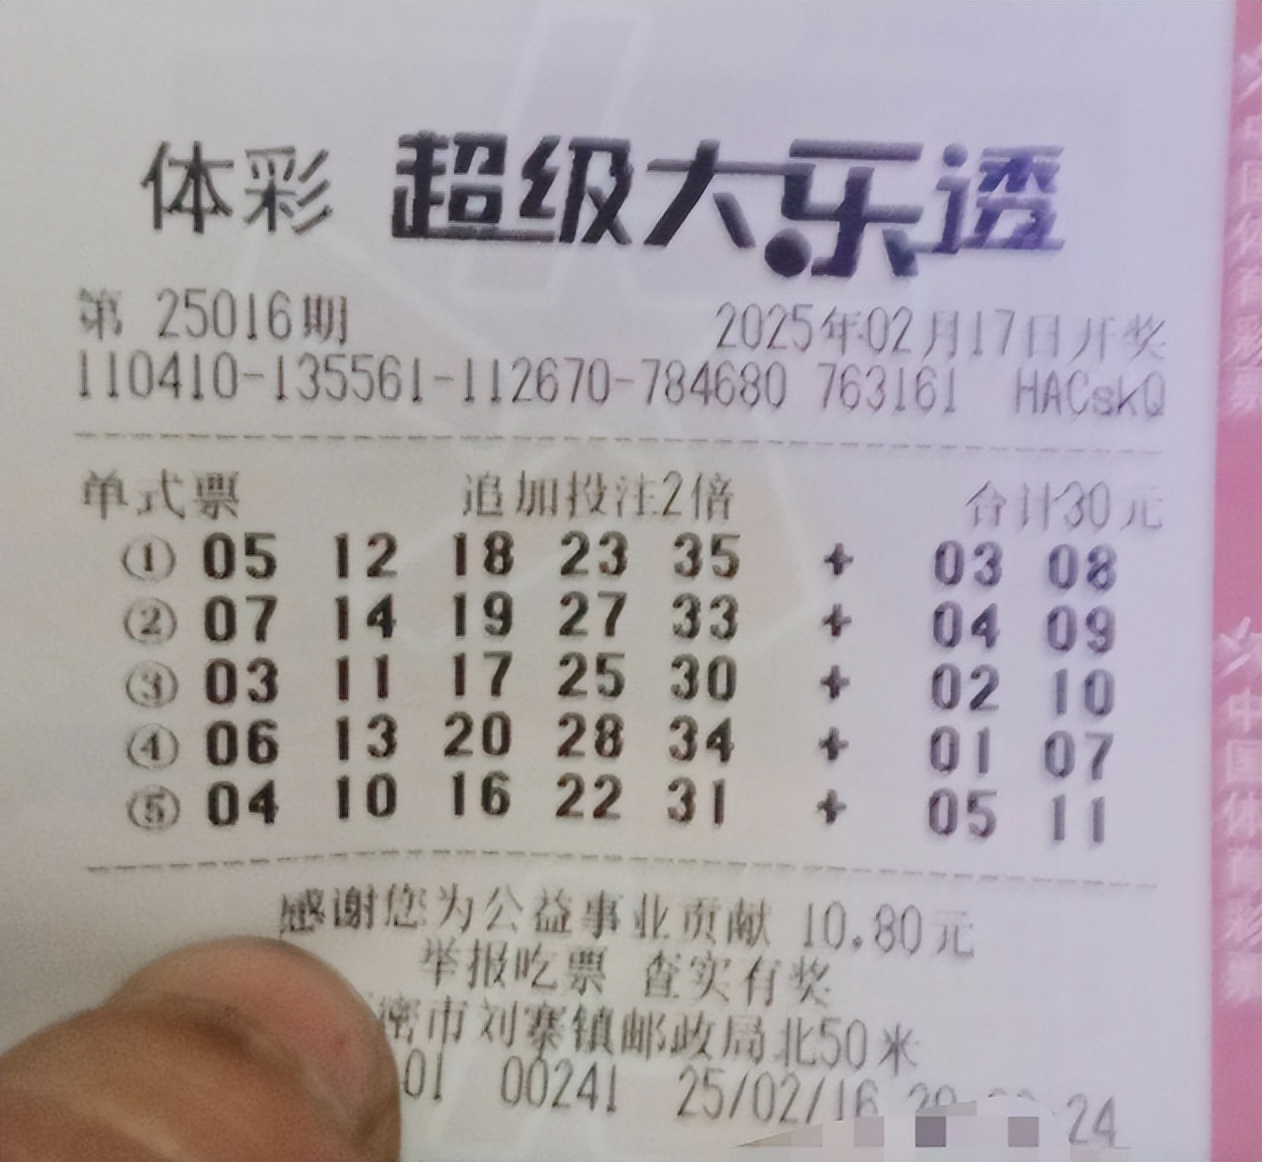 体彩 超级大乐透
第 25016期 2025年02月17日开奖
110410-135561-112670-784680 763161 HACskQ
单式票 追加投注2倍 合计30元
① 05 12 18 23 35 + 03 08
② 07 14 19 27 33 + 04 09
③ 03 11 17 25 30 + 02 10
④ 06 13 20 28 34 + 01 07
⑤ 04 10 16 22 31 + 05 11
感谢您为公益事业贡献 10.80元
举报吃票 查实有奖
密市刘寨镇邮政局北50米
01 00241 25/02/16 24
中国体育彩票
中国体育彩票